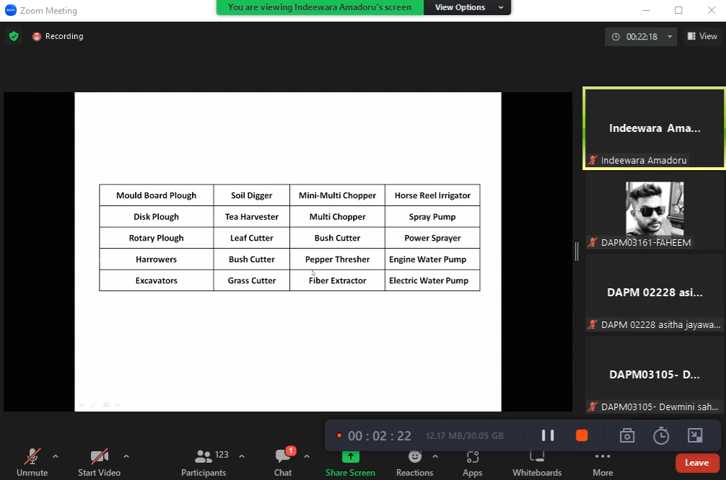 Zoom Meeting
You are viewing Indeewara Amadoru's screen
View Options
Recording
00:22:18
View
Mould Board Plough Soil Digger Mini-Multi Chopper Horse Reel Irrigator
Disk Plough Tea Harvester Multi Chopper Spray Pump
Rotary Plough Leaf Cutter Bush Cutter Power Sprayer
Harrowers Bush Cutter Pepper Thresher Engine Water Pump
Excavators Grass Cutter Fiber Extractor Electric Water Pump
Indeewara Ama...
Indeewara Amadoru
DAPM03161-FAHEEM
DAPM 02228 asi...
DAPM 02228 asitha jayawa...
DAPM03105- D...
DAPM03105- Dewmini sah...
00:02:22 12.17 MB/30.05 GB
Unmute
Start Video
123
Participants
1
Chat
Share Screen
Reactions
Apps
Whiteboards
More
Leave